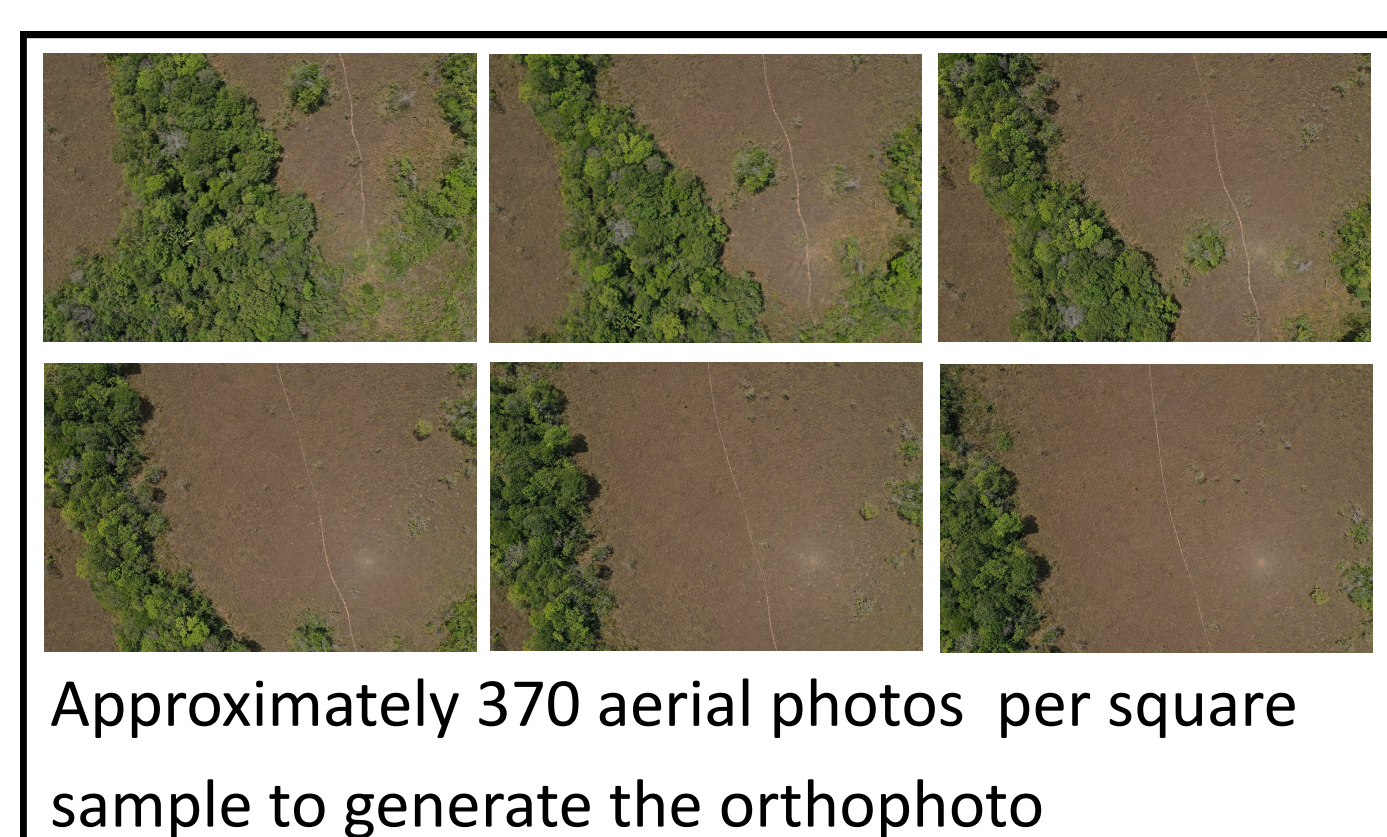 Approximately 370 aerial photos  per square
sample to generate the orthophoto